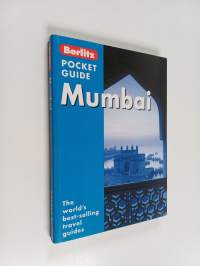 Berlitz
POCKET
GUIDE
Mumbai
The
world's
best-selling
travel
guides